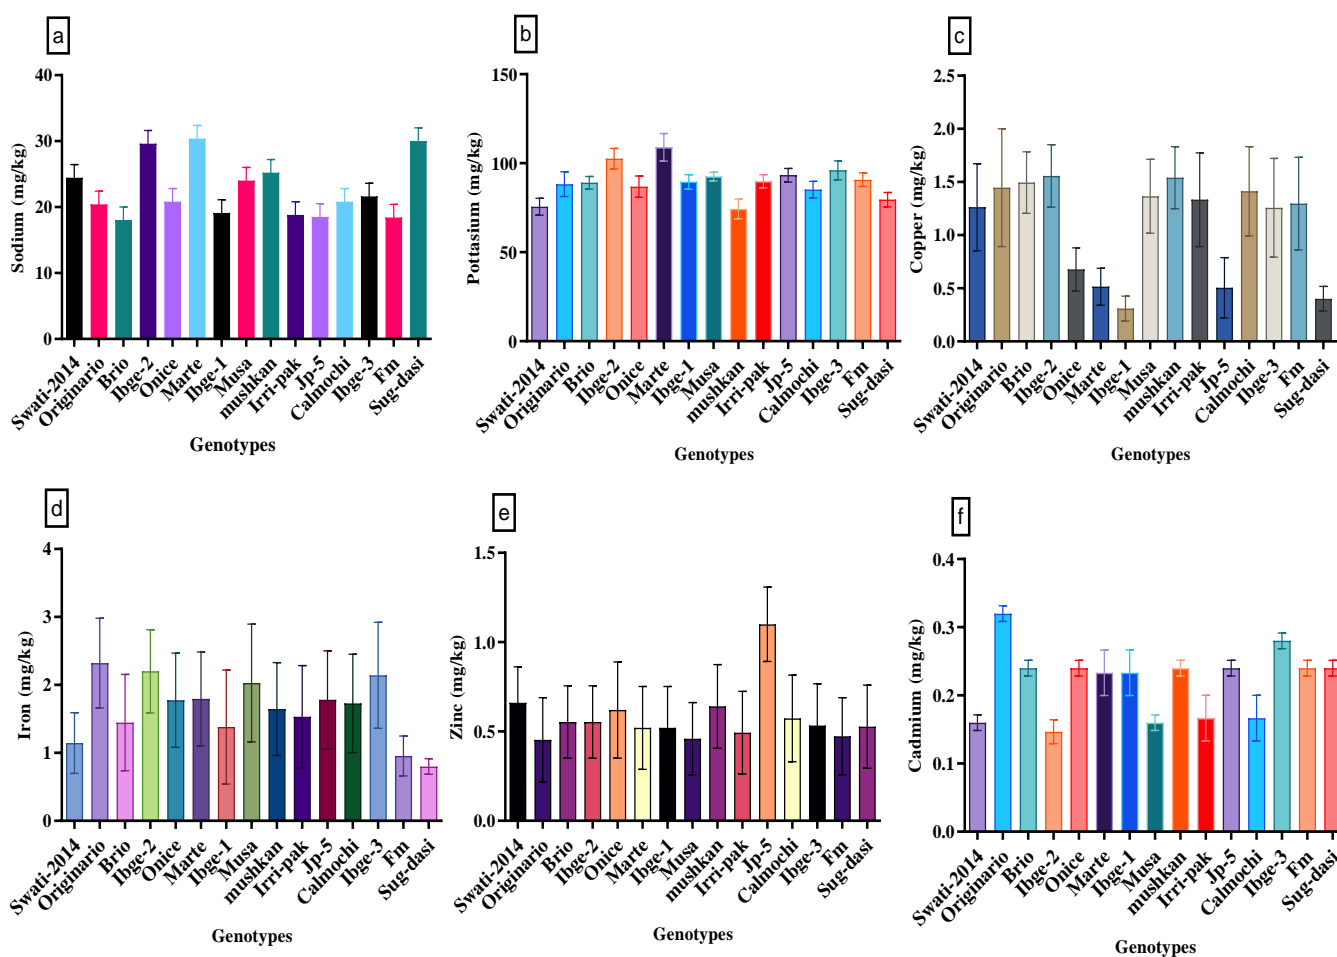 a
Sodium (mg/kg)
40
30
20
10
0
Swati-2014
Originario
Brio
Ibge-2
Onice
Marte
Ibge-1
Musa
mushkan
Irri-pak
Jp-5
Calmochi
Ibge-3
Fm
Sug-dasi
Genotypes
b
Pottasium (mg/kg)
150
100
50
0
Swati-2014
Originario
Brio
Ibge-2
Onice
Marte
Ibge-1
Musa
mushkan
Irri-pak
Jp-5
Calmochi
Ibge-3
Fm
Sug-dasi
Genotypes
c
Copper (mg/kg)
2.5
2.0
1.5
1.0
0.5
0.0
Swati-2014
Originario
Brio
Ibge-2
Onice
Marte
Ibge-1
Musa
mushkan
Irri-pak
Jp-5
Calmochi
Ibge-3
Fm
Sug-dasi
Genotypes
d
Iron (mg/kg)
4
3
2
1
0
Swati-2014
Originario
Brio
Ibge-2
Onice
Marte
Ibge-1
Musa
mushkan
Irri-pak
Jp-5
Calmochi
Ibge-3
Fm
Sug-dasi
Genotypes
e
Zinc (mg/kg)
1.5
1.0
0.5
0.0
Swati-2014
Originario
Brio
Ibge-2
Onice
Marte
Ibge-1
Musa
mushkan
Irri-pak
Jp-5
Calmochi
Ibge-3
Fm
Sug-dasi
Genotypes
f
Cadmium (mg/kg)
0.4
0.3
0.2
0.1
0.0
Swati-2014
Originario
Brio
Ibge-2
Onice
Marte
Ibge-1
Musa
mushkan
Irri-pak
Jp-5
Calmochi
Ibge-3
Fm
Sug-dasi
Genotypes